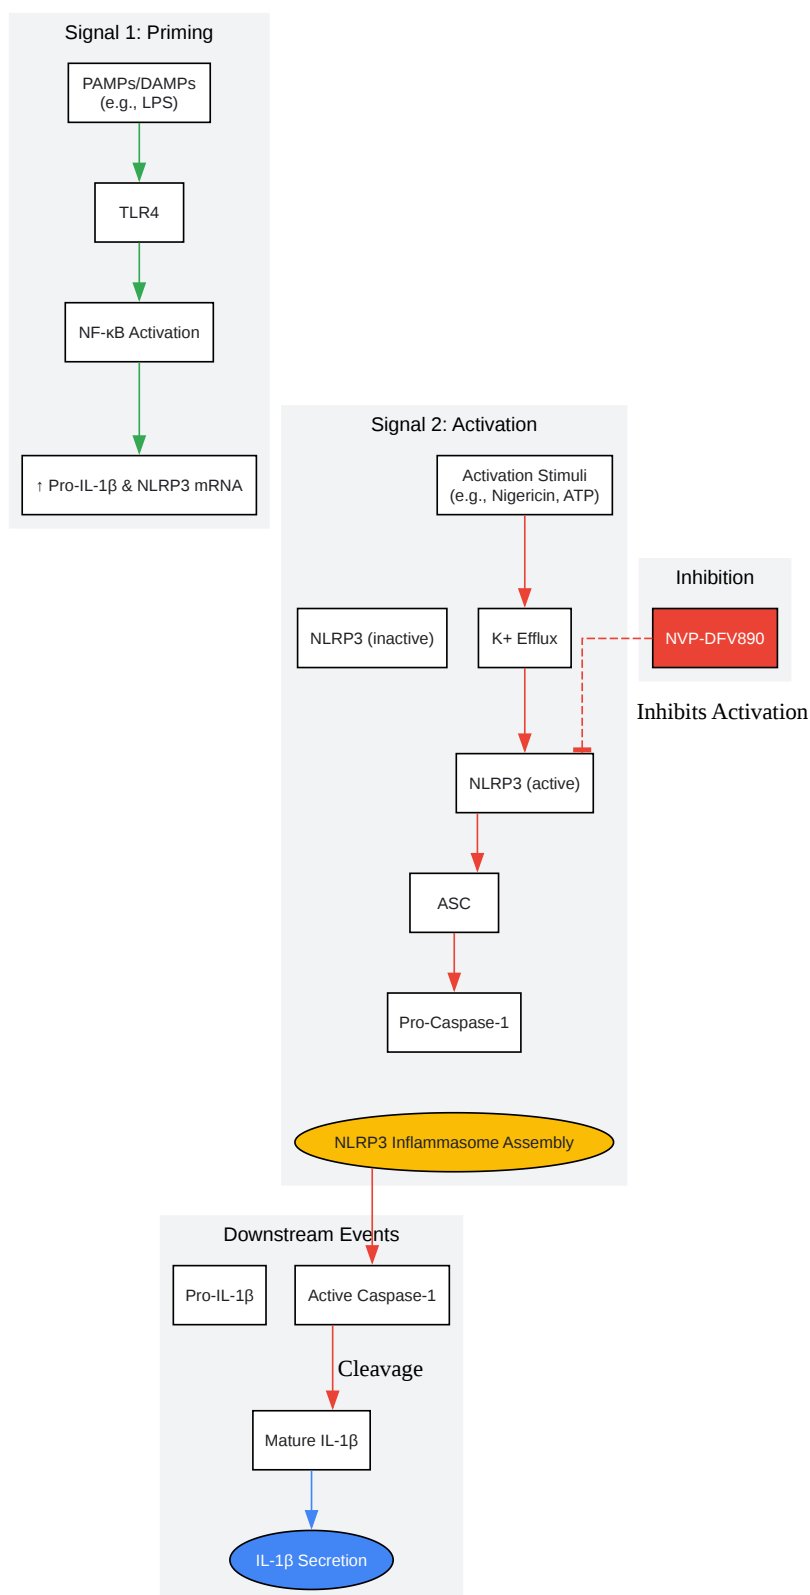 Signal 1: Priming
PAMPs/DAMPs
(e.g., LPS)
TLR4
NF-κB Activation
↑ Pro-IL-1β & NLRP3 mRNA
Signal 2: Activation
Activation Stimuli
(e.g., Nigericin, ATP)
Inhibition
NLRP3 (inactive)
K+ Efflux
NVP-DFV890
Inhibits Activation
NLRP3 (active)
ASC
Pro-Caspase-1
NLRP3 Inflammasome Assembly
Downstream Events
Pro-IL-1β
Active Caspase-1
Cleavage
Mature IL-1β
IL-1β Secretion